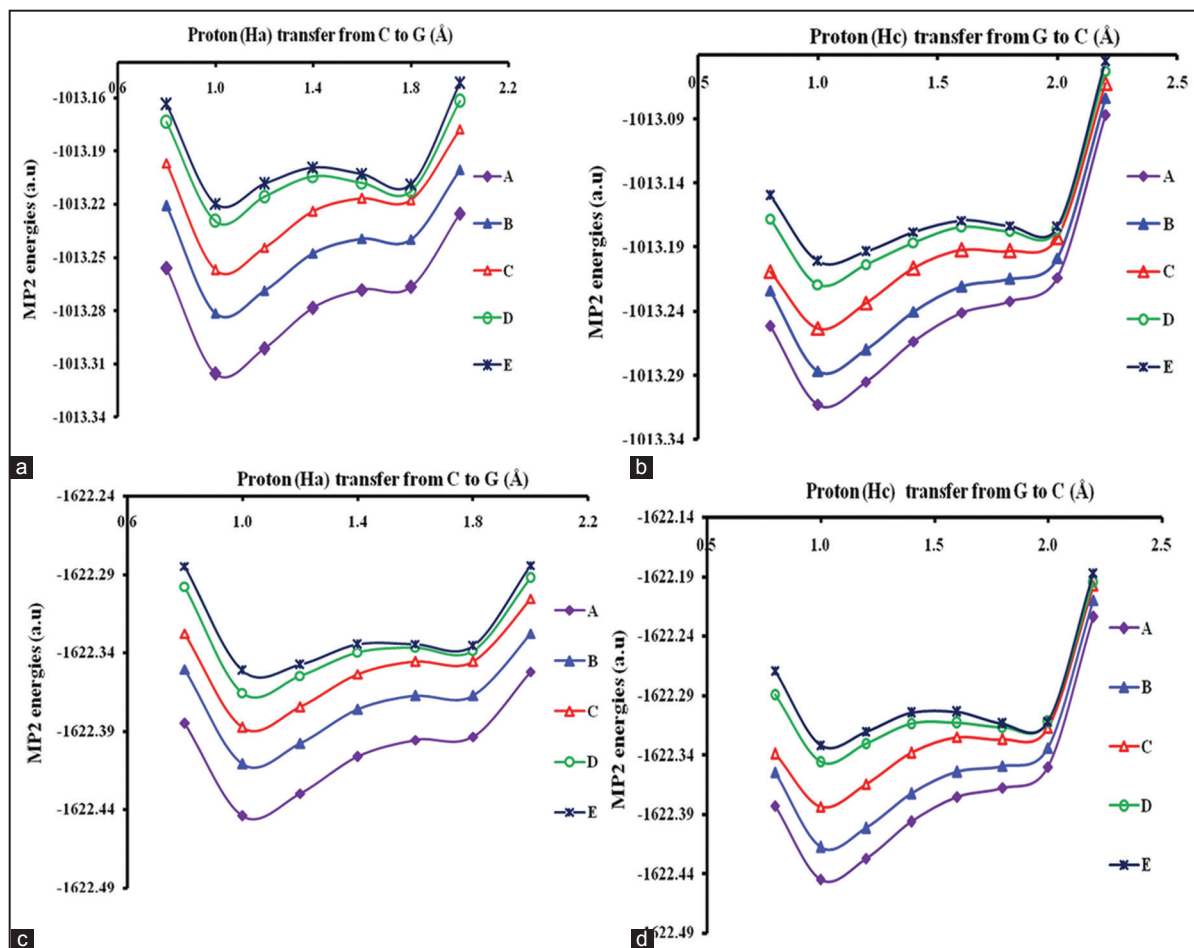 Proton (Ha) transfer from C to G (Å)
0.6 1.0 1.4 1.8 2.2
MP2 energies (a.u)
-1013.16
-1013.19
-1013.22
-1013.25
-1013.28
-1013.31
-1013.34
A
B
C
D
E
a
Proton (Hc) transfer from G to C (Å)
0.5 1.0 1.5 2.0 2.5
MP2 energies (a.u)
-1013.09
-1013.14
-1013.19
-1013.24
-1013.29
-1013.34
A
B
C
D
E
b
Proton (Ha) transfer from C to G (Å)
-1622.24
0.6 1.0 1.4 1.8 2.2
MP2 energies (a.u)
-1622.29
-1622.34
-1622.39
-1622.44
-1622.49
A
B
C
D
E
c
Proton (Hc) transfer from G to C (Å)
-1622.14
0.5 1.0 1.5 2.0 2.5
MP2 energies (a.u)
-1622.19
-1622.24
-1622.29
-1622.34
-1622.39
-1622.44
-1622.49
A
B
C
D
E
d